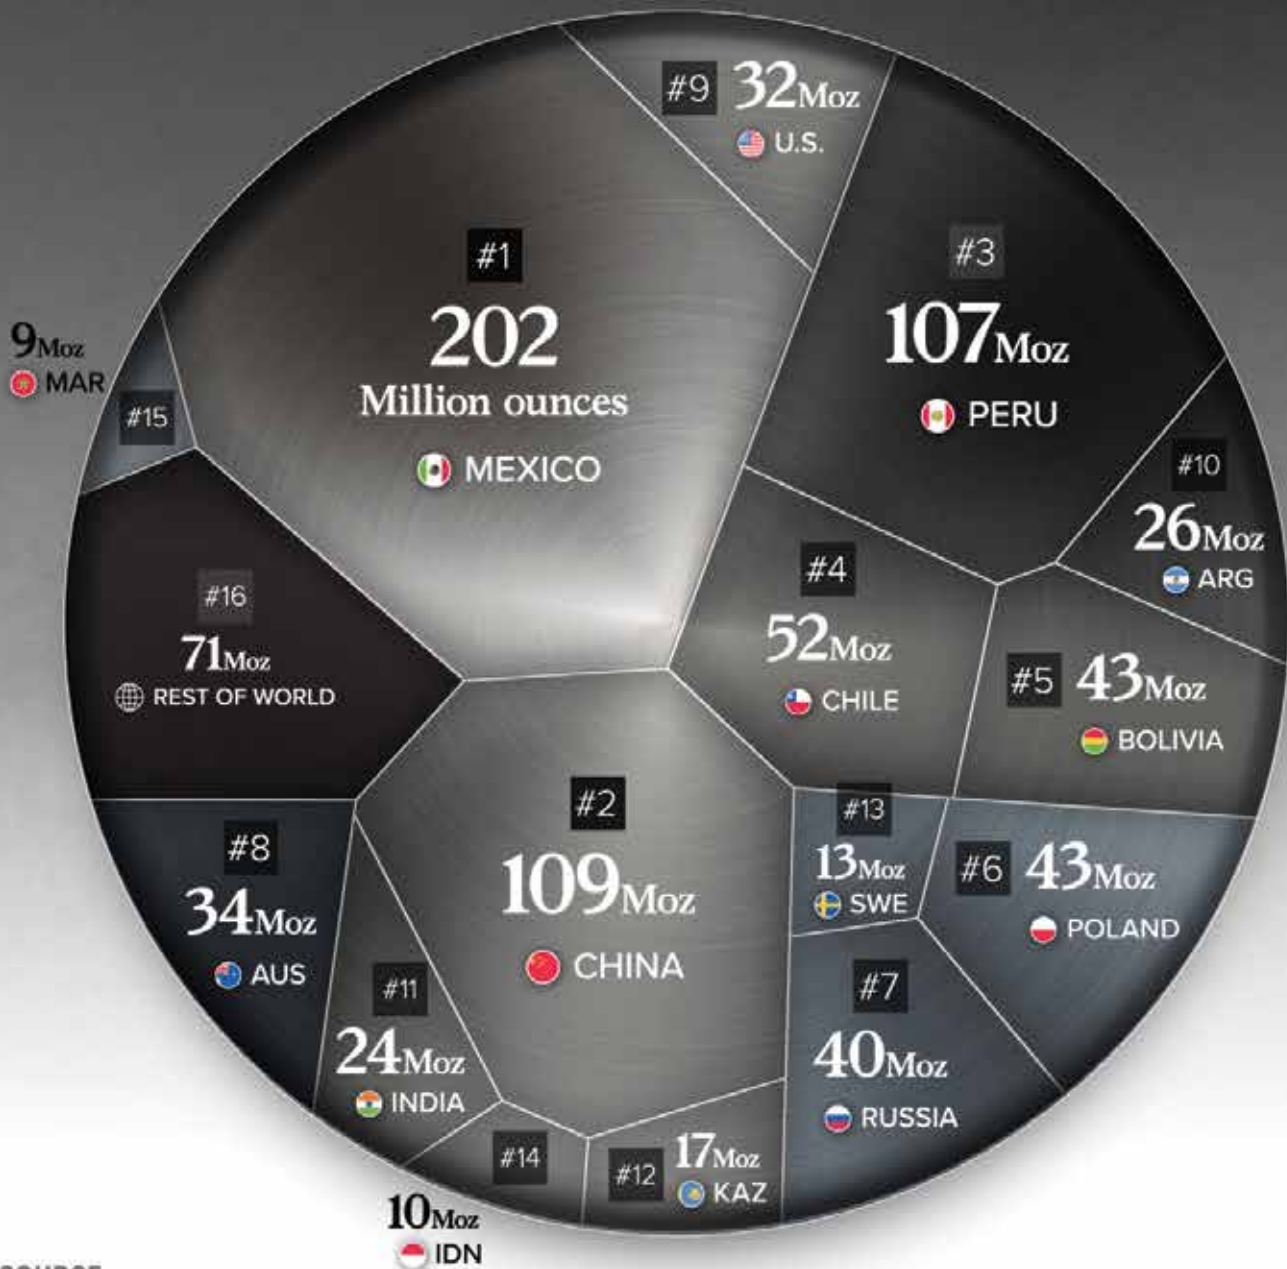 #9 32Moz
U.S.
#1
202
Million ounces
MEXICO
#3
107Moz
PERU
9Moz
MAR
#15
#10
26Moz
ARG
#4
52Moz
CHILE
#16
71Moz
REST OF WORLD
#5 43Moz
BOLIVIA
#2
109Moz
CHINA
#13
13Moz
SWE
#6 43Moz
POLAND
#8
34Moz
AUS
#11
24Moz
INDIA
#7
40Moz
RUSSIA
#14
10Moz
IDN
#12 17Moz
KAZ